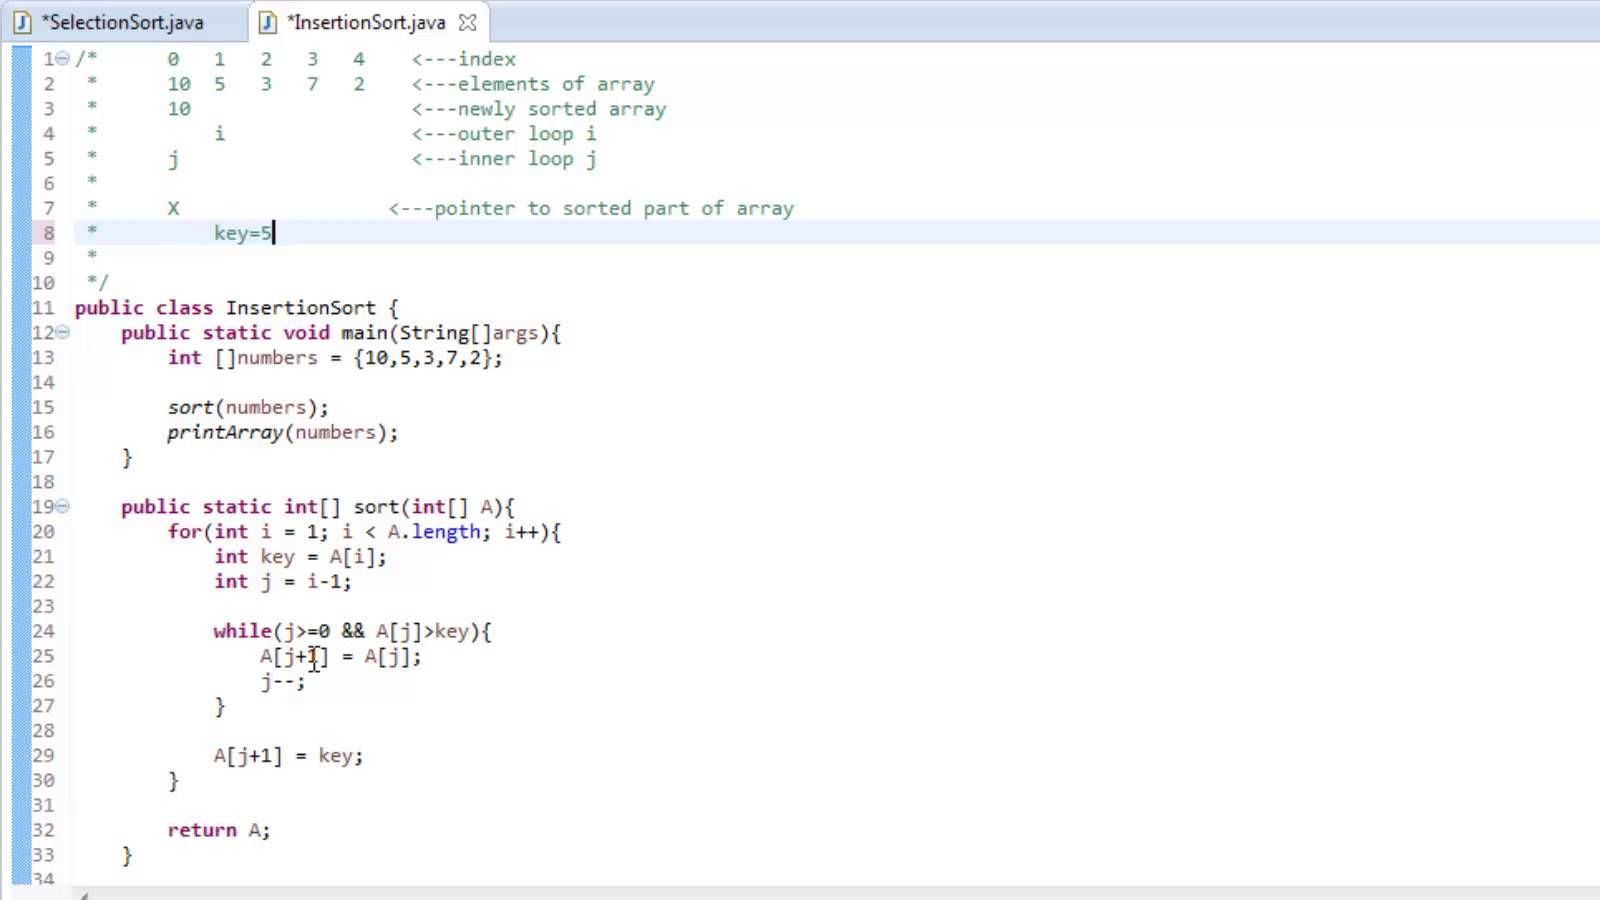 *SelectionSort.java *InsertionSort.java
1 /* 0 1 2 3 4 <---index
2 * 10 5 3 7 2 <---elements of array
3 * 10 <---newly sorted array
4 * i <---outer loop i
5 * j <---inner loop j
6 *
7 * X <---pointer to sorted part of array
8 * key=5
9 *
10 */
11 public class InsertionSort {
12 public static void main(String[]args){
13 int []numbers = {10,5,3,7,2};
14
15 sort(numbers);
16 printArray(numbers);
17 }
18
19 public static int[] sort(int[] A){
20 for(int i = 1; i < A.length; i++){
21 int key = A[i];
22 int j = i-1;
23
24 while(j>=0 && A[j]>key){
25 A[j+1] = A[j];
26 j--;
27 }
28
29 A[j+1] = key;
30 }
31
32 return A;
33 }
34